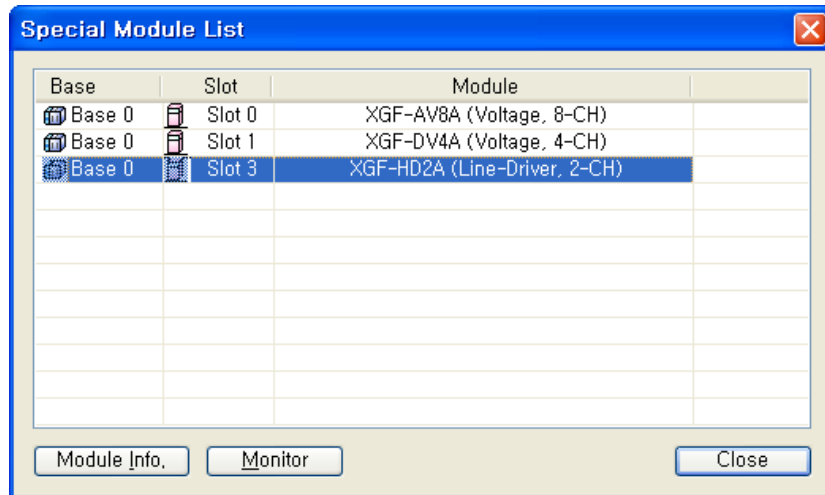 Special Module List
Base Slot Module
Base 0 Slot 0 XGF-AV8A (Voltage, 8-CH)
Base 0 Slot 1 XGF-DV4A (Voltage, 4-CH)
Base 0 Slot 3 XGF-HD2A (Line-Driver, 2-CH)
Module Info, Monitor Close